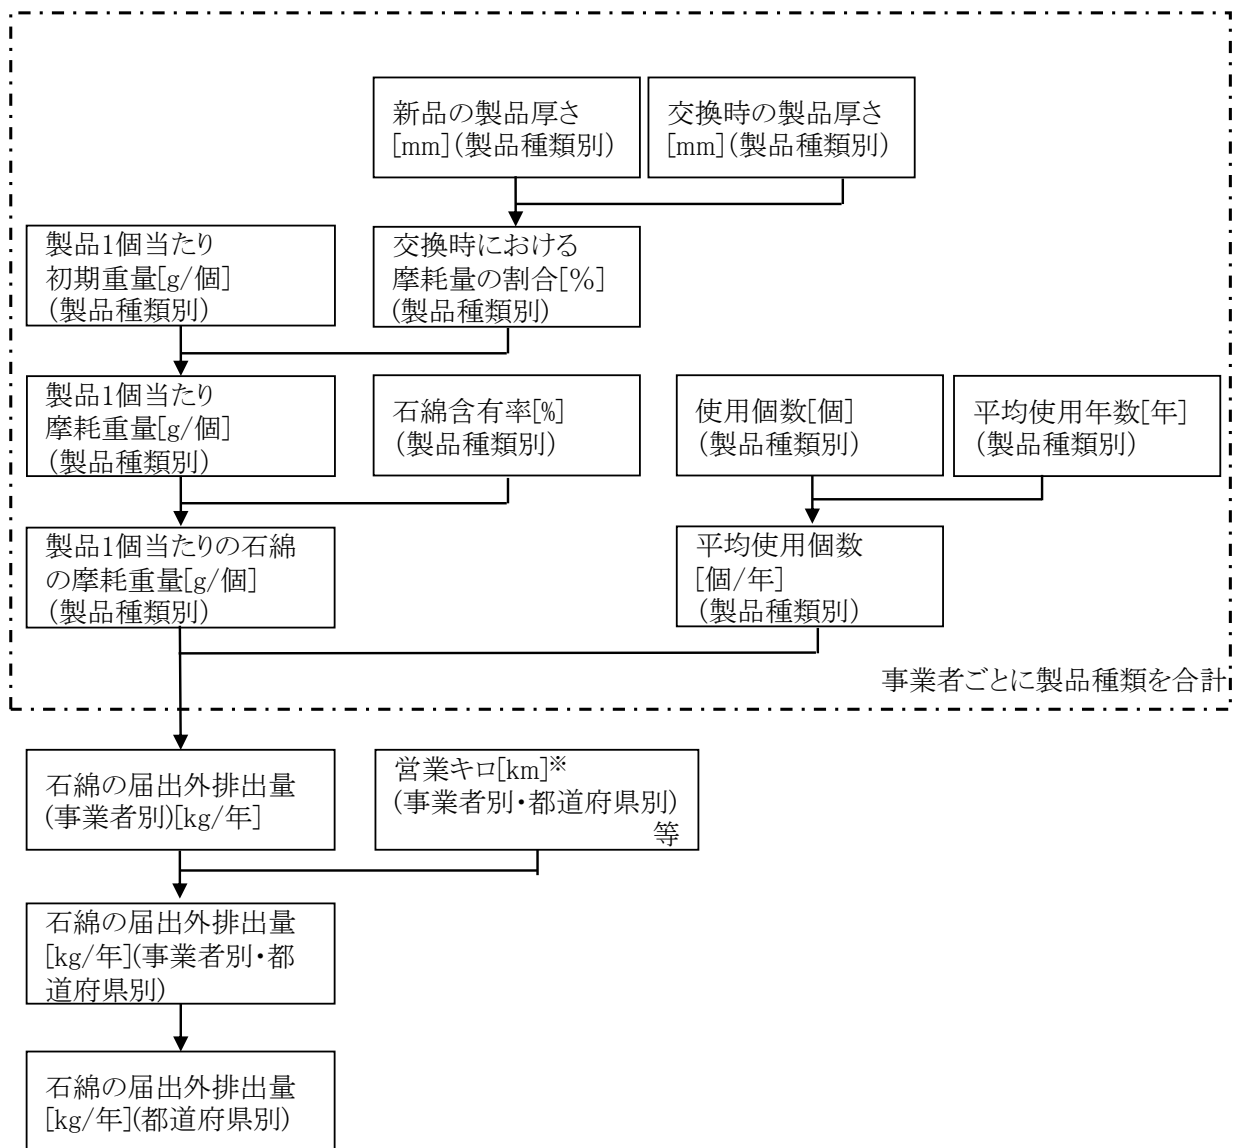 新品の製品厚さ
[mm](製品種類別)
交換時の製品厚さ
[mm](製品種類別)
製品1個当たり
初期重量[g/個]
(製品種類別)
交換時における
摩耗量の割合[%]
(製品種類別)
製品1個当たり
摩耗重量[g/個]
(製品種類別)
石綿含有率[%]
(製品種類別)
使用個数[個]
(製品種類別)
平均使用年数[年]
(製品種類別)
製品1個当たりの石綿
の摩耗重量[g/個]
(製品種類別)
平均使用個数
[個/年]
(製品種類別)
事業者ごとに製品種類を合計
石綿の届出外排出量
(事業者別)[kg/年]
営業キロ[km]※
(事業者別・都道府県別)
等
石綿の届出外排出量
[kg/年](事業者別・都
道府県別)
石綿の届出外排出量
[kg/年](都道府県別)